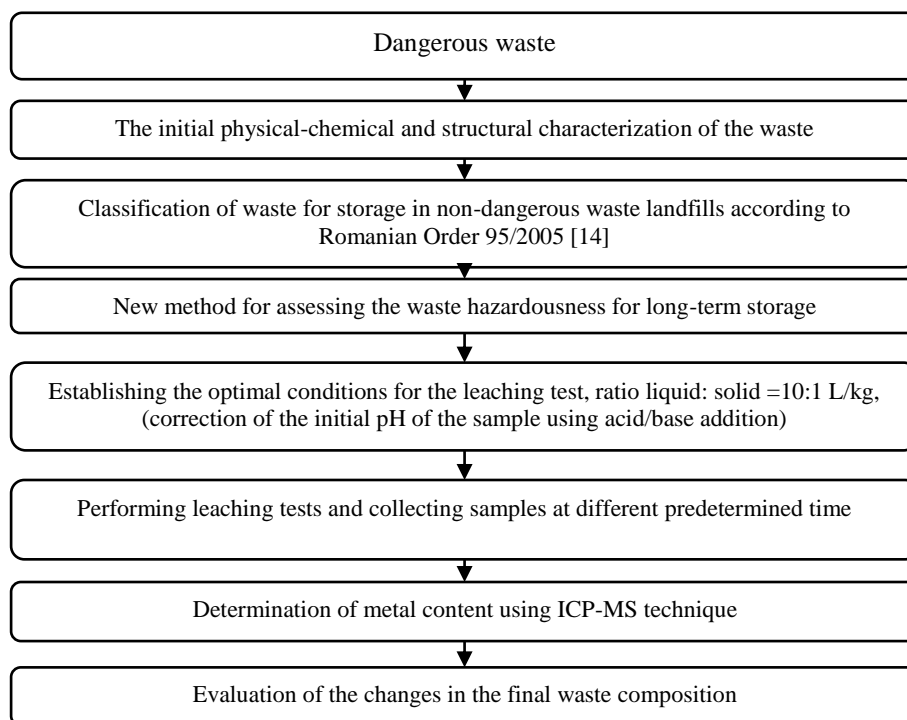 Dangerous waste
The initial physical-chemical and structural characterization of the waste
Classification of waste for storage in non-dangerous waste landfills according to
Romanian Order 95/2005 [14]
New method for assessing the waste hazardousness for long-term storage
Establishing the optimal conditions for the leaching test, ratio liquid: solid =10:1 L/kg,
(correction of the initial pH of the sample using acid/base addition)
Performing leaching tests and collecting samples at different predetermined time
Determination of metal content using ICP-MS technique
Evaluation of the changes in the final waste composition